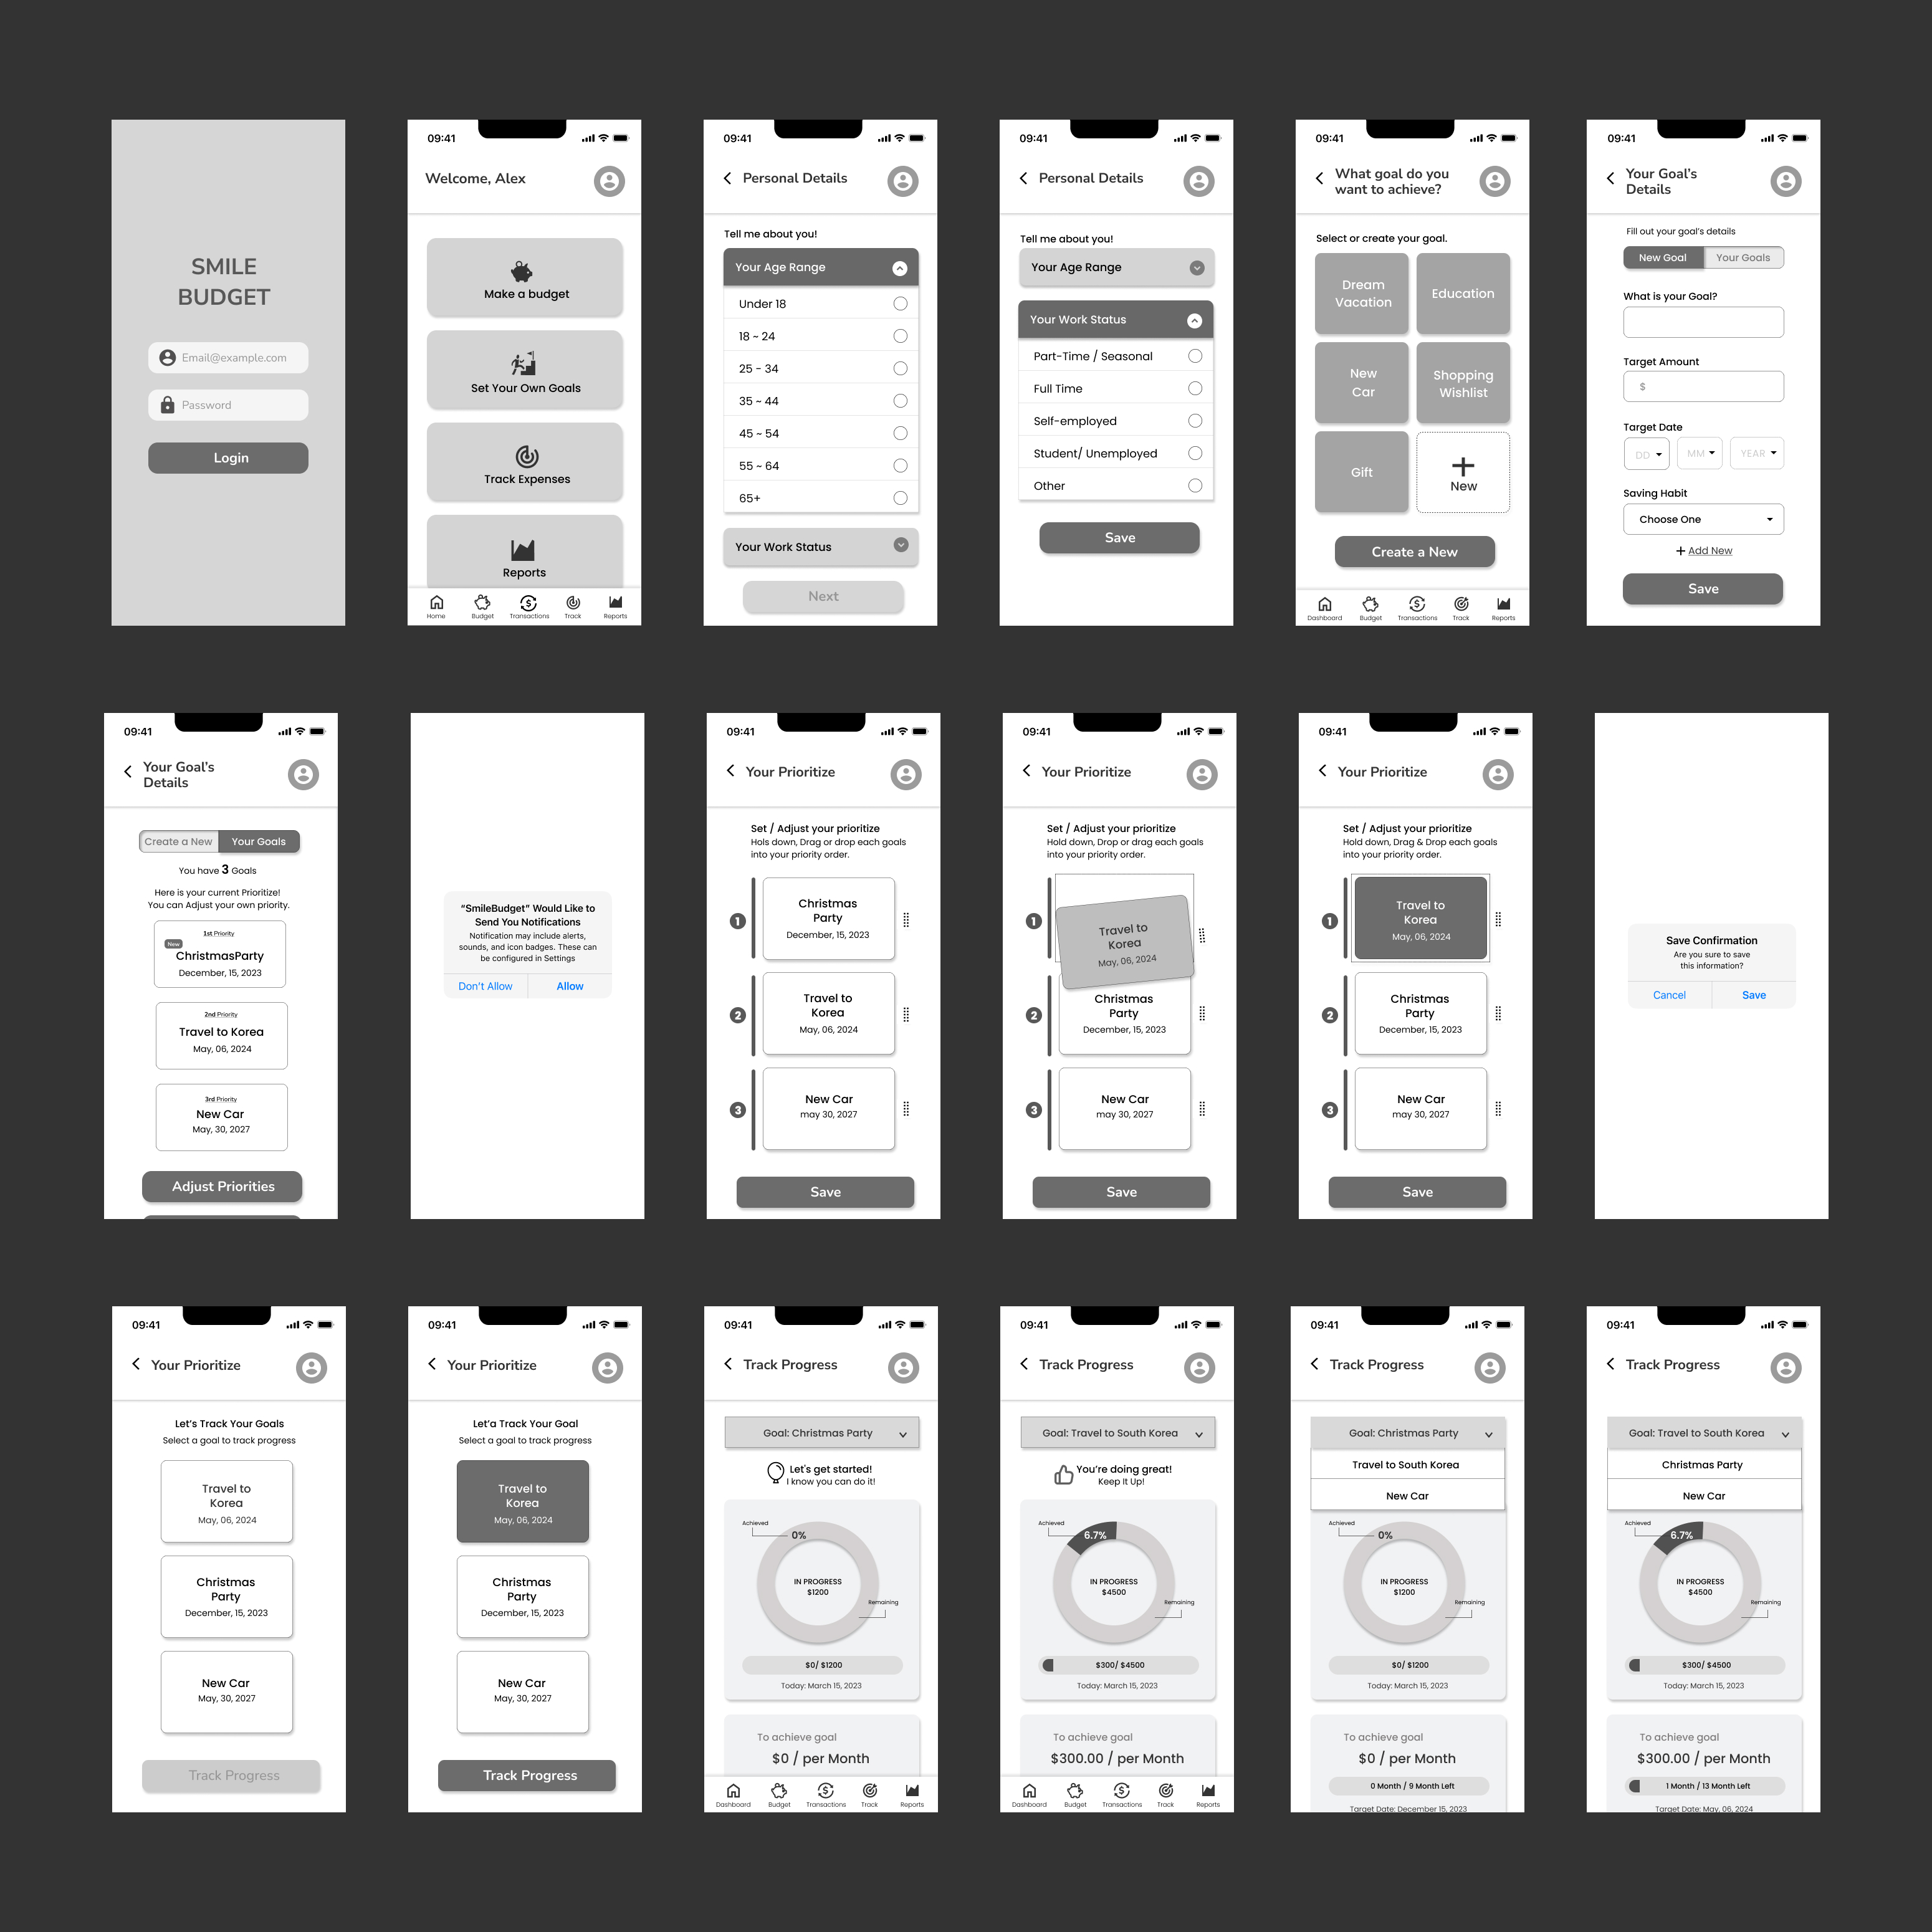 SMILE
BUDGET
Email@example.com
Password
Login
09:41
Welcome, Alex
Make a budget
Set Your Own Goals
Track Expenses
Reports
Home Budget Transactions Track Reports
09:41
Personal Details
Tell me about you!
Your Age Range
Under 18
18 ~ 24
25 - 34
35 ~ 44
45 ~ 54
55 ~ 64
65+
Your Work Status
Next
09:41
Personal Details
Tell me about you!
Your Age Range
Your Work Status
Part-Time / Seasonal
Full Time
Self-employed
Student/ Unemployed
Other
Save
09:41
What goal do you
want to achieve?
Select or create your goal.
Dream
Vacation
Education
New
Car
Shopping
Wishlist
Gift
New
Create a New
Dashboard Budget Transactions Track Reports
09:41
Your Goal's
Details
Fill out your goal's details
New Goal Your Goals
What is your Goal?
Target Amount
$
Target Date
DD MM YEAR
Saving Habit
Choose One
+ Add New
Save
09:41
Your Goal's
Details
Create a New Your Goals
You have 3 Goals
Here is your current Prioritize!
You can Adjust your own priority.
1st Priority
New
ChristmasParty
December, 15, 2023
2nd Priority
Travel to Korea
May, 06, 2024
3rd Priority
New Car
May, 30, 2027
Adjust Priorities
“SmileBudget” Would Like to
Send You Notifications
Notification may include alerts,
sounds, and icon badges. These can
be configured in Settings
Don't Allow Allow
09:41
Your Prioritize
Set / Adjust your prioritize
Hols down, Drag or drop each goals
into your priority order.
1
Christmas
Party
December, 15, 2023
2
Travel to
Korea
May, 06, 2024
3
New Car
may 30, 2027
Save
09:41
Your Prioritize
Set / Adjust your prioritize
Hold down, Drop or drag each goals
into your priority order.
1
Travel to
Korea
May, 06, 2024
2
Christmas
Party
December, 15, 2023
3
New Car
may 30, 2027
Save
09:41
Your Prioritize
Set / Adjust your prioritize
Hold down, Drag & Drop each goals
into your priority order.
1
Travel to
Korea
May, 06, 2024
2
Christmas
Party
December, 15, 2023
3
New Car
may 30, 2027
Save
Save Confirmation
Are you sure to save
this information?
Cancel Save
09:41
Your Prioritize
Let's Track Your Goals
Select a goal to track progress
Travel to
Korea
May, 06, 2024
Christmas
Party
December, 15, 2023
New Car
May, 30, 2027
Track Progress
09:41
Your Prioritize
Let'a Track Your Goal
Select a goal to track progress
Travel to
Korea
May, 06, 2024
Christmas
Party
December, 15, 2023
New Car
May, 30, 2027
Track Progress
09:41
Track Progress
Goal: Christmas Party
Let's get started!
I know you can do it!
Achieved
0%
IN PROGRESS
$1200
Remaining
$0/ $1200
Today: March 15, 2023
To achieve goal
$0 / per Month
Dashboard Budget Transactions Track Reports
09:41
Track Progress
Goal: Travel to South Korea
You're doing great!
Keep It Up!
Achieved
6.7%
IN PROGRESS
$4500
Remaining
$300/ $4500
Today: March 15, 2023
To achieve goal
$300.00 / per Month
Dashboard Budget Transactions Track Reports
09:41
Track Progress
Goal: Christmas Party
Travel to South Korea
New Car
Achieved
0%
IN PROGRESS
$1200
Remaining
$0/ $1200
Today: March 15, 2023
To achieve goal
$0 / per Month
0 Month / 9 Month Left
Target Date: December 15, 2023
09:41
Track Progress
Goal: Travel to South Korea
Christmas Party
New Car
Achieved
6.7%
IN PROGRESS
$4500
Remaining
$300/ $4500
Today: March 15, 2023
To achieve goal
$300.00 / per Month
1 Month / 13 Month Left
Target Date: May, 06, 2024